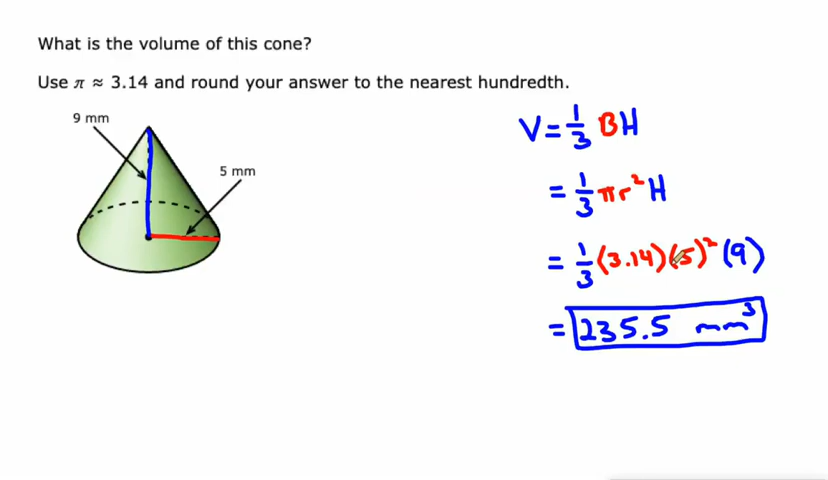 What is the volume of this cone?
Use π ≈ 3.14 and round your answer to the nearest hundredth.
9 mm
5 mm
V = 1/3 BH
= 1/3 πr² H
= 1/3 (3.14)(5)² (9)
= 235.5 mm³